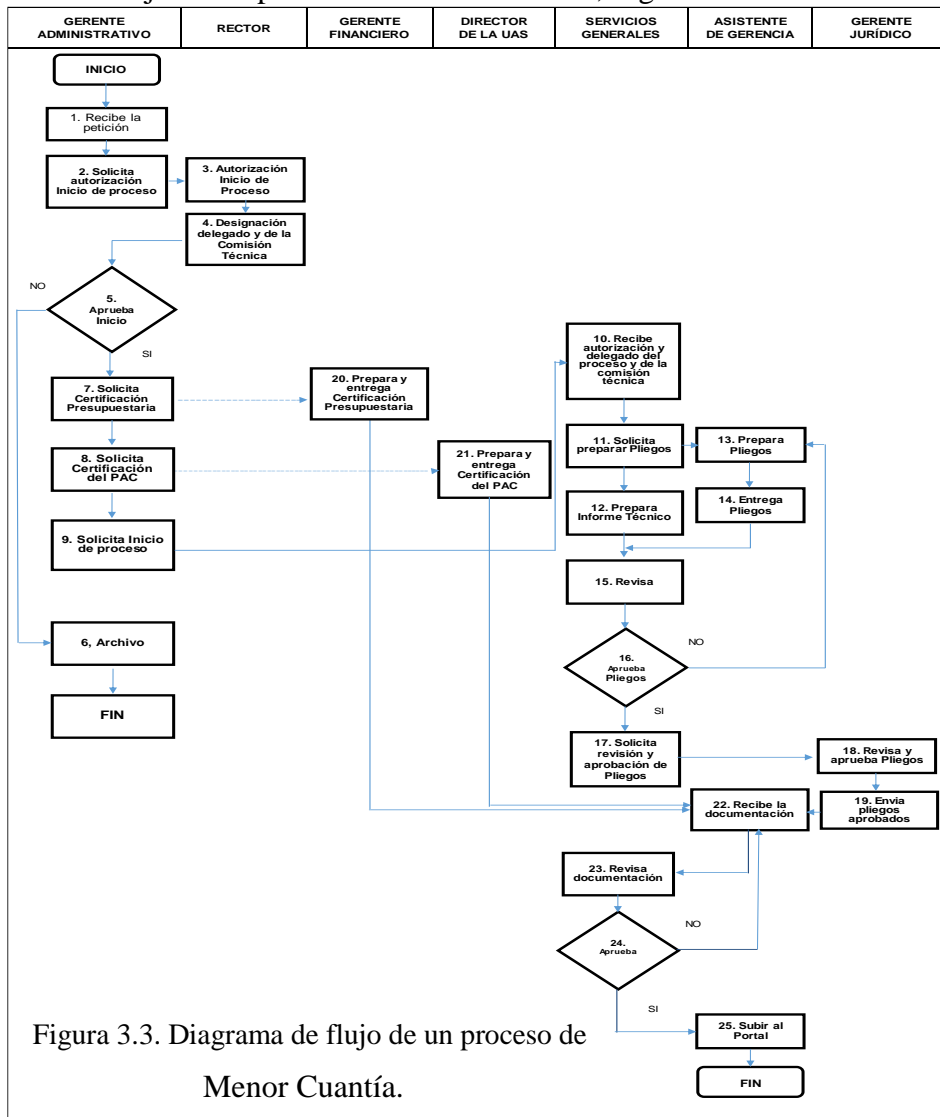 GERENTE
ADMINISTRATIVO
RECTOR
GERENTE
FINANCIERO
DIRECTOR
DE LA UAS
SERVICIOS
GENERALES
ASISTENTE
DE GERENCIA
GERENTE
JURÍDICO
INICIO
1. Recibe la
petición
2. Solicita
autorización
Inicio de proceso
3. Autorización
Inicio de
Proceso
4. Designación
delegado y de la
Comisión
Técnica
NO
5.
Aprueba
Inicio
SI
7. Solicita
Certificación
Presupuestaria
20. Prepara y
entrega
Certificación
Presupuestaria
10. Recibe
autorización y
delegado del
proceso y de la
comisión
técnica
8. Solicita
Certificación
del PAC
21. Prepara y
entrega
Certificación
del PAC
11. Solicita
preparar Pliegos
13. Prepara
Pliegos
9. Solicita Inicio
de proceso
12. Prepara
Informe Técnico
14. Entrega
Pliegos
15. Revisa
6, Archivo
16.
Aprueba
Pliegos
NO
SI
FIN
17. Solicita
revisión y
aprobación de
Pliegos
18. Revisa y
aprueba Pliegos
22. Recibe la
documentación
19. Envia
pliegos
aprobados
23. Revisa
documentación
24.
Aprueba
NO
SI
25. Subir al
Portal
FIN
Figura 3.3. Diagrama de flujo de un proceso de
Menor Cuantía.